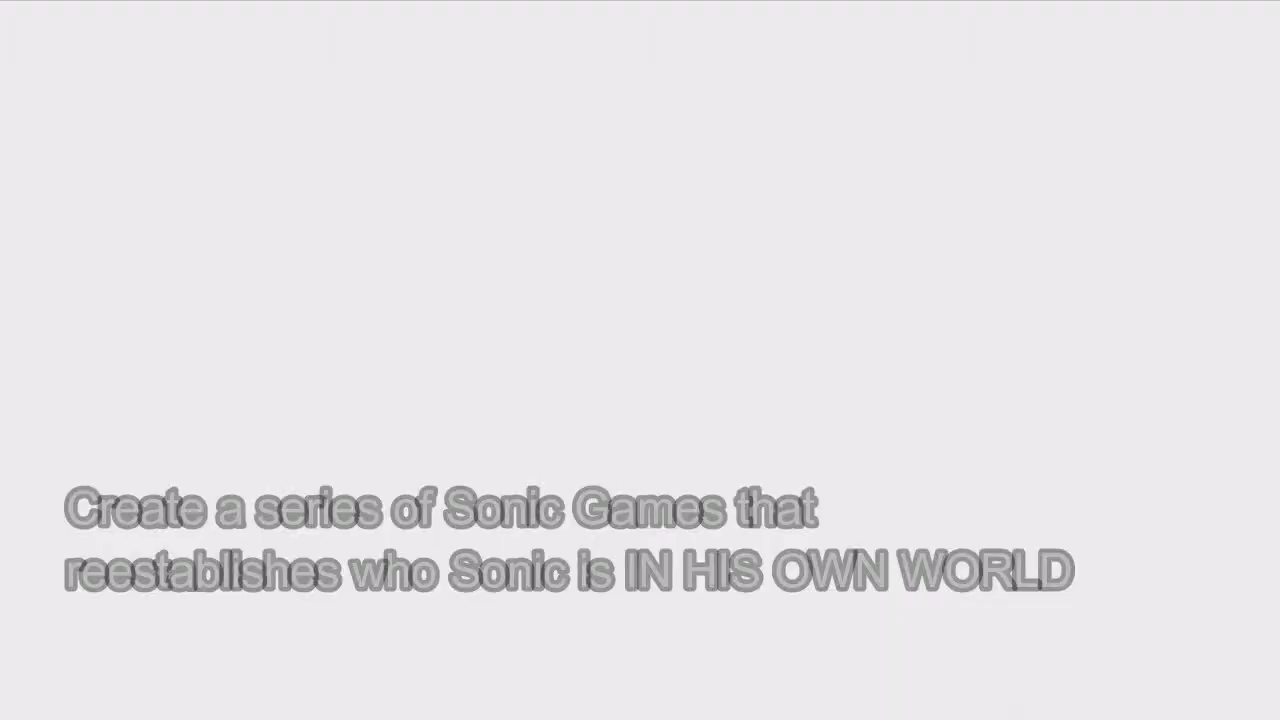 Create a series of Sonic Games that
reestablishes who Sonic is IN HIS OWN WORLD